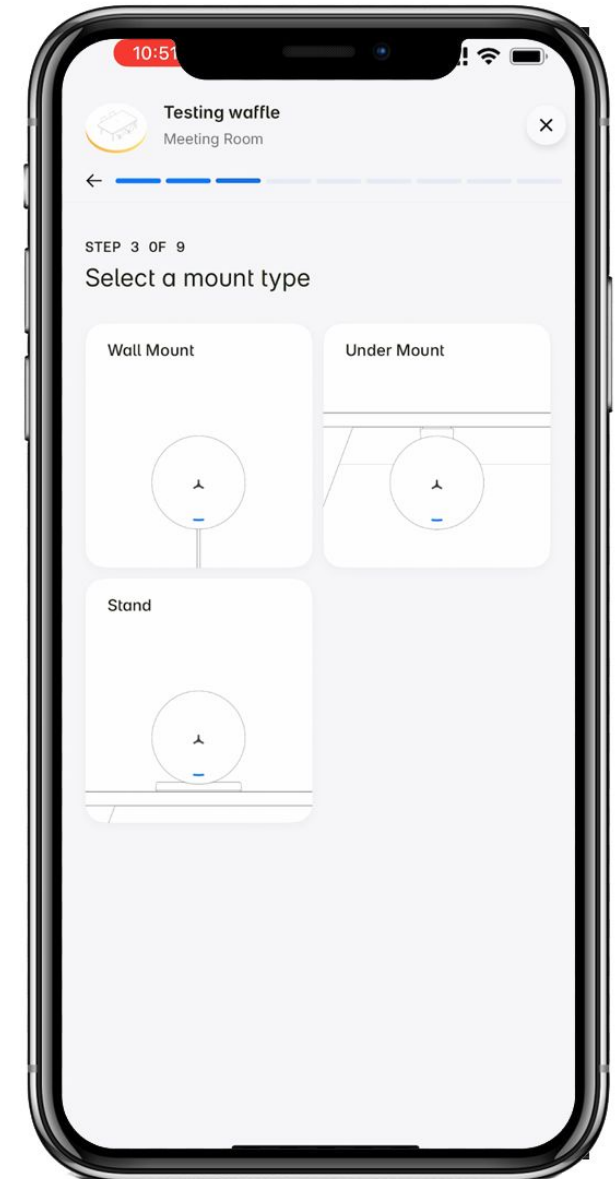 10:51
Testing waffle
Meeting Room
STEP 3 OF 9
Select a mount type
Wall Mount
Under Mount
Stand